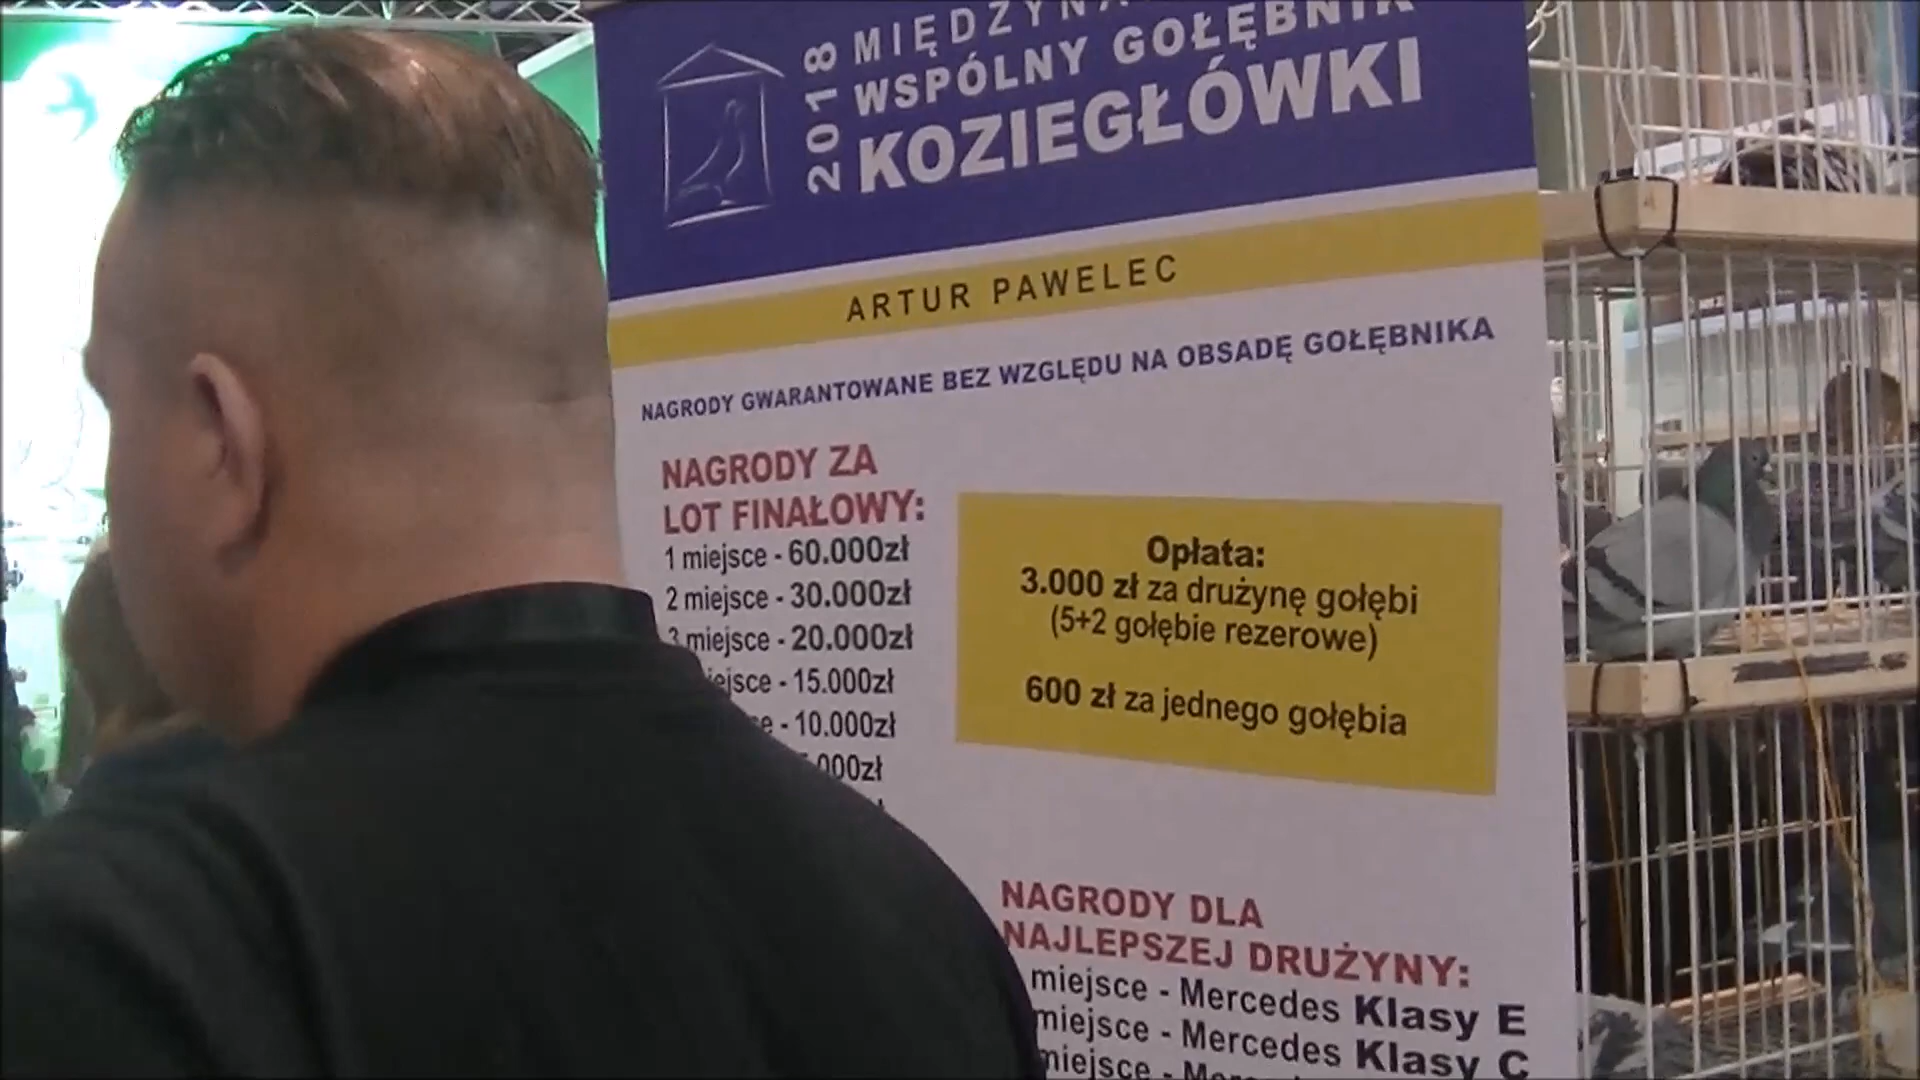 2018
WSPÓLNY GOŁĘBNIK
KOZIEGŁÓWKI
ARTUR PAWELEC
NAGRODY GWARANTOWANE BEZ WZGLĘDU NA OBSADĘ GOŁĘBNIKA
NAGRODY ZA
LOT FINAŁOWY:
1 miejsce - 60.000zł
2 miejsce - 30.000zł
3 miejsce - 20.000zł
- 15.000zł
- 10.000zł
Opłata:
3.000 zł za drużynę gołębi
(5+2 gołębie rezerowe)
600 zł za jednego gołębia
NAGRODY DLA
NAJLEPSZEJ DRUŻYNY:
miejsce - Mercedes Klasy E
miejsce - Mercedes Klasy C
miejsce -